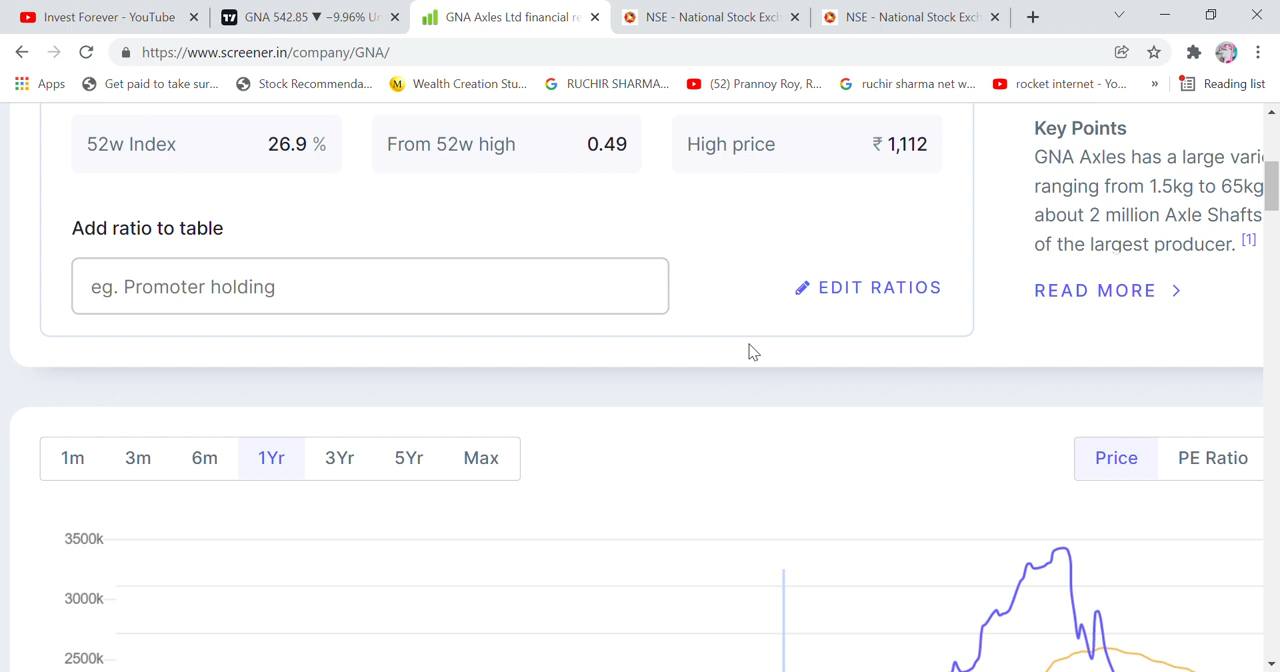 Invest Forever - YouTube
GNA 542.85 ▼ −9.96% Un
GNA Axles Ltd financial re
NSE - National Stock Exch
NSE - National Stock Exch
https://www.screener.in/company/GNA/
Apps
Get paid to take sur...
Stock Recommenda...
Wealth Creation Stu...
RUCHIR SHARMA...
(52) Prannoy Roy, R...
ruchir sharma net w...
rocket internet - Yo...
»
Reading list
52w Index 26.9 %
From 52w high 0.49
High price ₹ 1,112
Add ratio to table
eg. Promoter holding
EDIT RATIOS
Key Points
GNA Axles has a large vari
ranging from 1.5kg to 65kg
about 2 million Axle Shafts
of the largest producer. [1]
READ MORE
1m 3m 6m 1Yr 3Yr 5Yr Max
Price PE Ratio
3500k
3000k
2500k